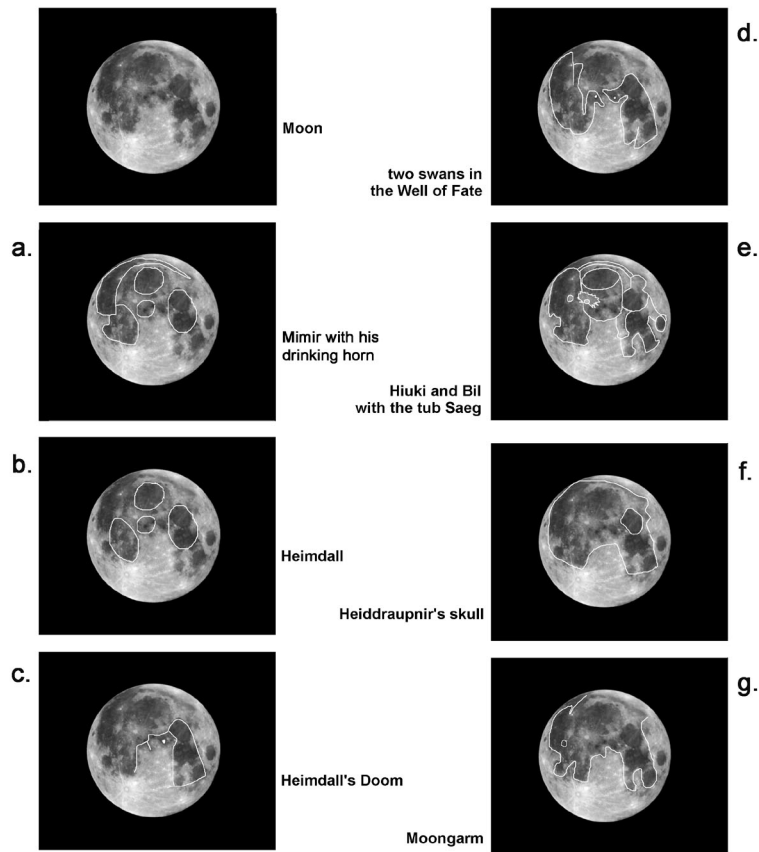 Moon
a.
Mimir with his
drinking horn
b.
Heimdall
c.
Heimdall's Doom
d.
two swans in
the Well of Fate
e.
Hiuki and Bil
with the tub Saeg
f.
Heiddraupnir's skull
g.
Moongarm